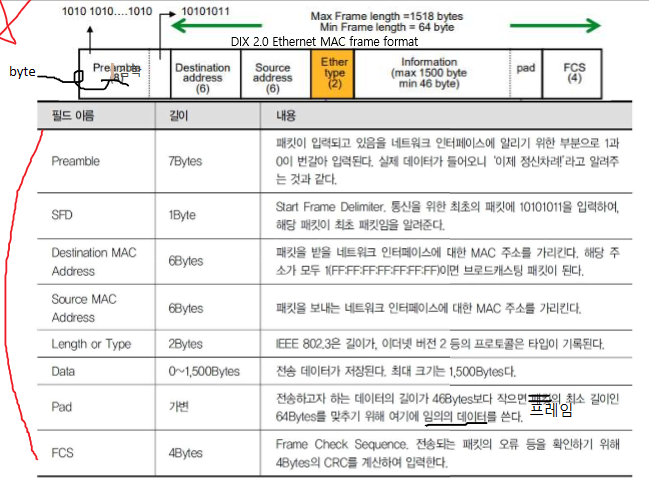 1010 1010....1010
10101011
Max Frame length =1518 bytes
Min Frame length = 64 byte
DIX 2.0 Ethernet MAC frame format
byte
Destination address (6)
Source address (6)
Ether type (2)
Information (max 1500 byte min 46 byte)
pad
FCS (4)
필드 이름 길이 내용
Preamble 7Bytes 패킷이 입력되고 있음을 네트워크 인터페이스에 알리기 위한 부분으로 1과
0이 번갈아 입력된다. 실제 데이터가 들어오니 '이제 정신차례!'라고 알려주
는 것과 같다.
SFD 1Byte Start Frame Delimiter. 통신을 위한 최초의 패킷에 10101011을 입력하여,
해당 패킷이 최초 패킷임을 알려준다.
Destination MAC Address 6Bytes 패킷을 받을 네트워크 인터페이스에 대한 MAC 주소를 가리킨다. 해당 주
소가 모두 1(FF:FF:FF:FF:FF:FF)이면 브로드캐스팅 패킷이 된다.
Source MAC Address 6Bytes 패킷을 보내는 네트워크 인터페이스에 대한 MAC 주소를 가리킨다.
Length or Type 2Bytes IEEE 802.3은 길이가, 이더넷 버전 2 등의 프로토콜은 타입이 기록된다.
Data 0~1,500Bytes 전송 데이터가 저장된다. 최대 크기는 1,500Bytes다.
Pad 가변 전송하고자 하는 데이터의 길이가 46Bytes보다 작으면 패킷의 최소 길이인
프레임
64Bytes를 맞추기 위해 여기에 임의의 데이터를 쓴다.
FCS 4Bytes Frame Check Sequence. 전송되는 패킷의 오류 등을 확인하기 위해
4Bytes의 CRC를 계산하여 입력한다.